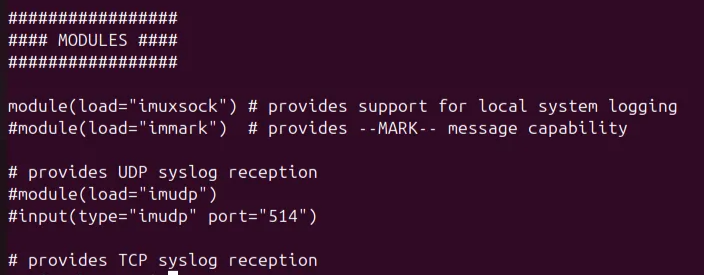 #################
#### MODULES ####
#################
module(load="imuxsock") # provides support for local system logging
#module(load="immark")  # provides --MARK-- message capability
# provides UDP syslog reception
#module(load="imudp")
#input(type="imudp" port="514")
# provides TCP syslog reception